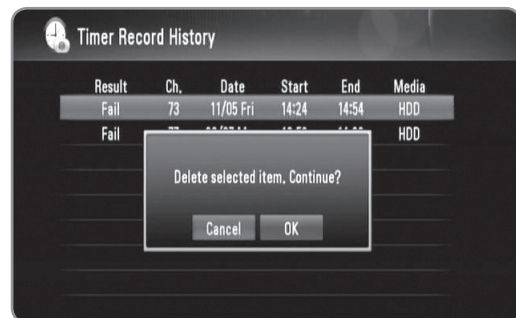 Timer Record History
Result Ch. Date Start End Media
Fail 73 11/05 Fri 14:24 14:54 HDD
Fail HDD
Delete selected item. Continue?
Cancel OK